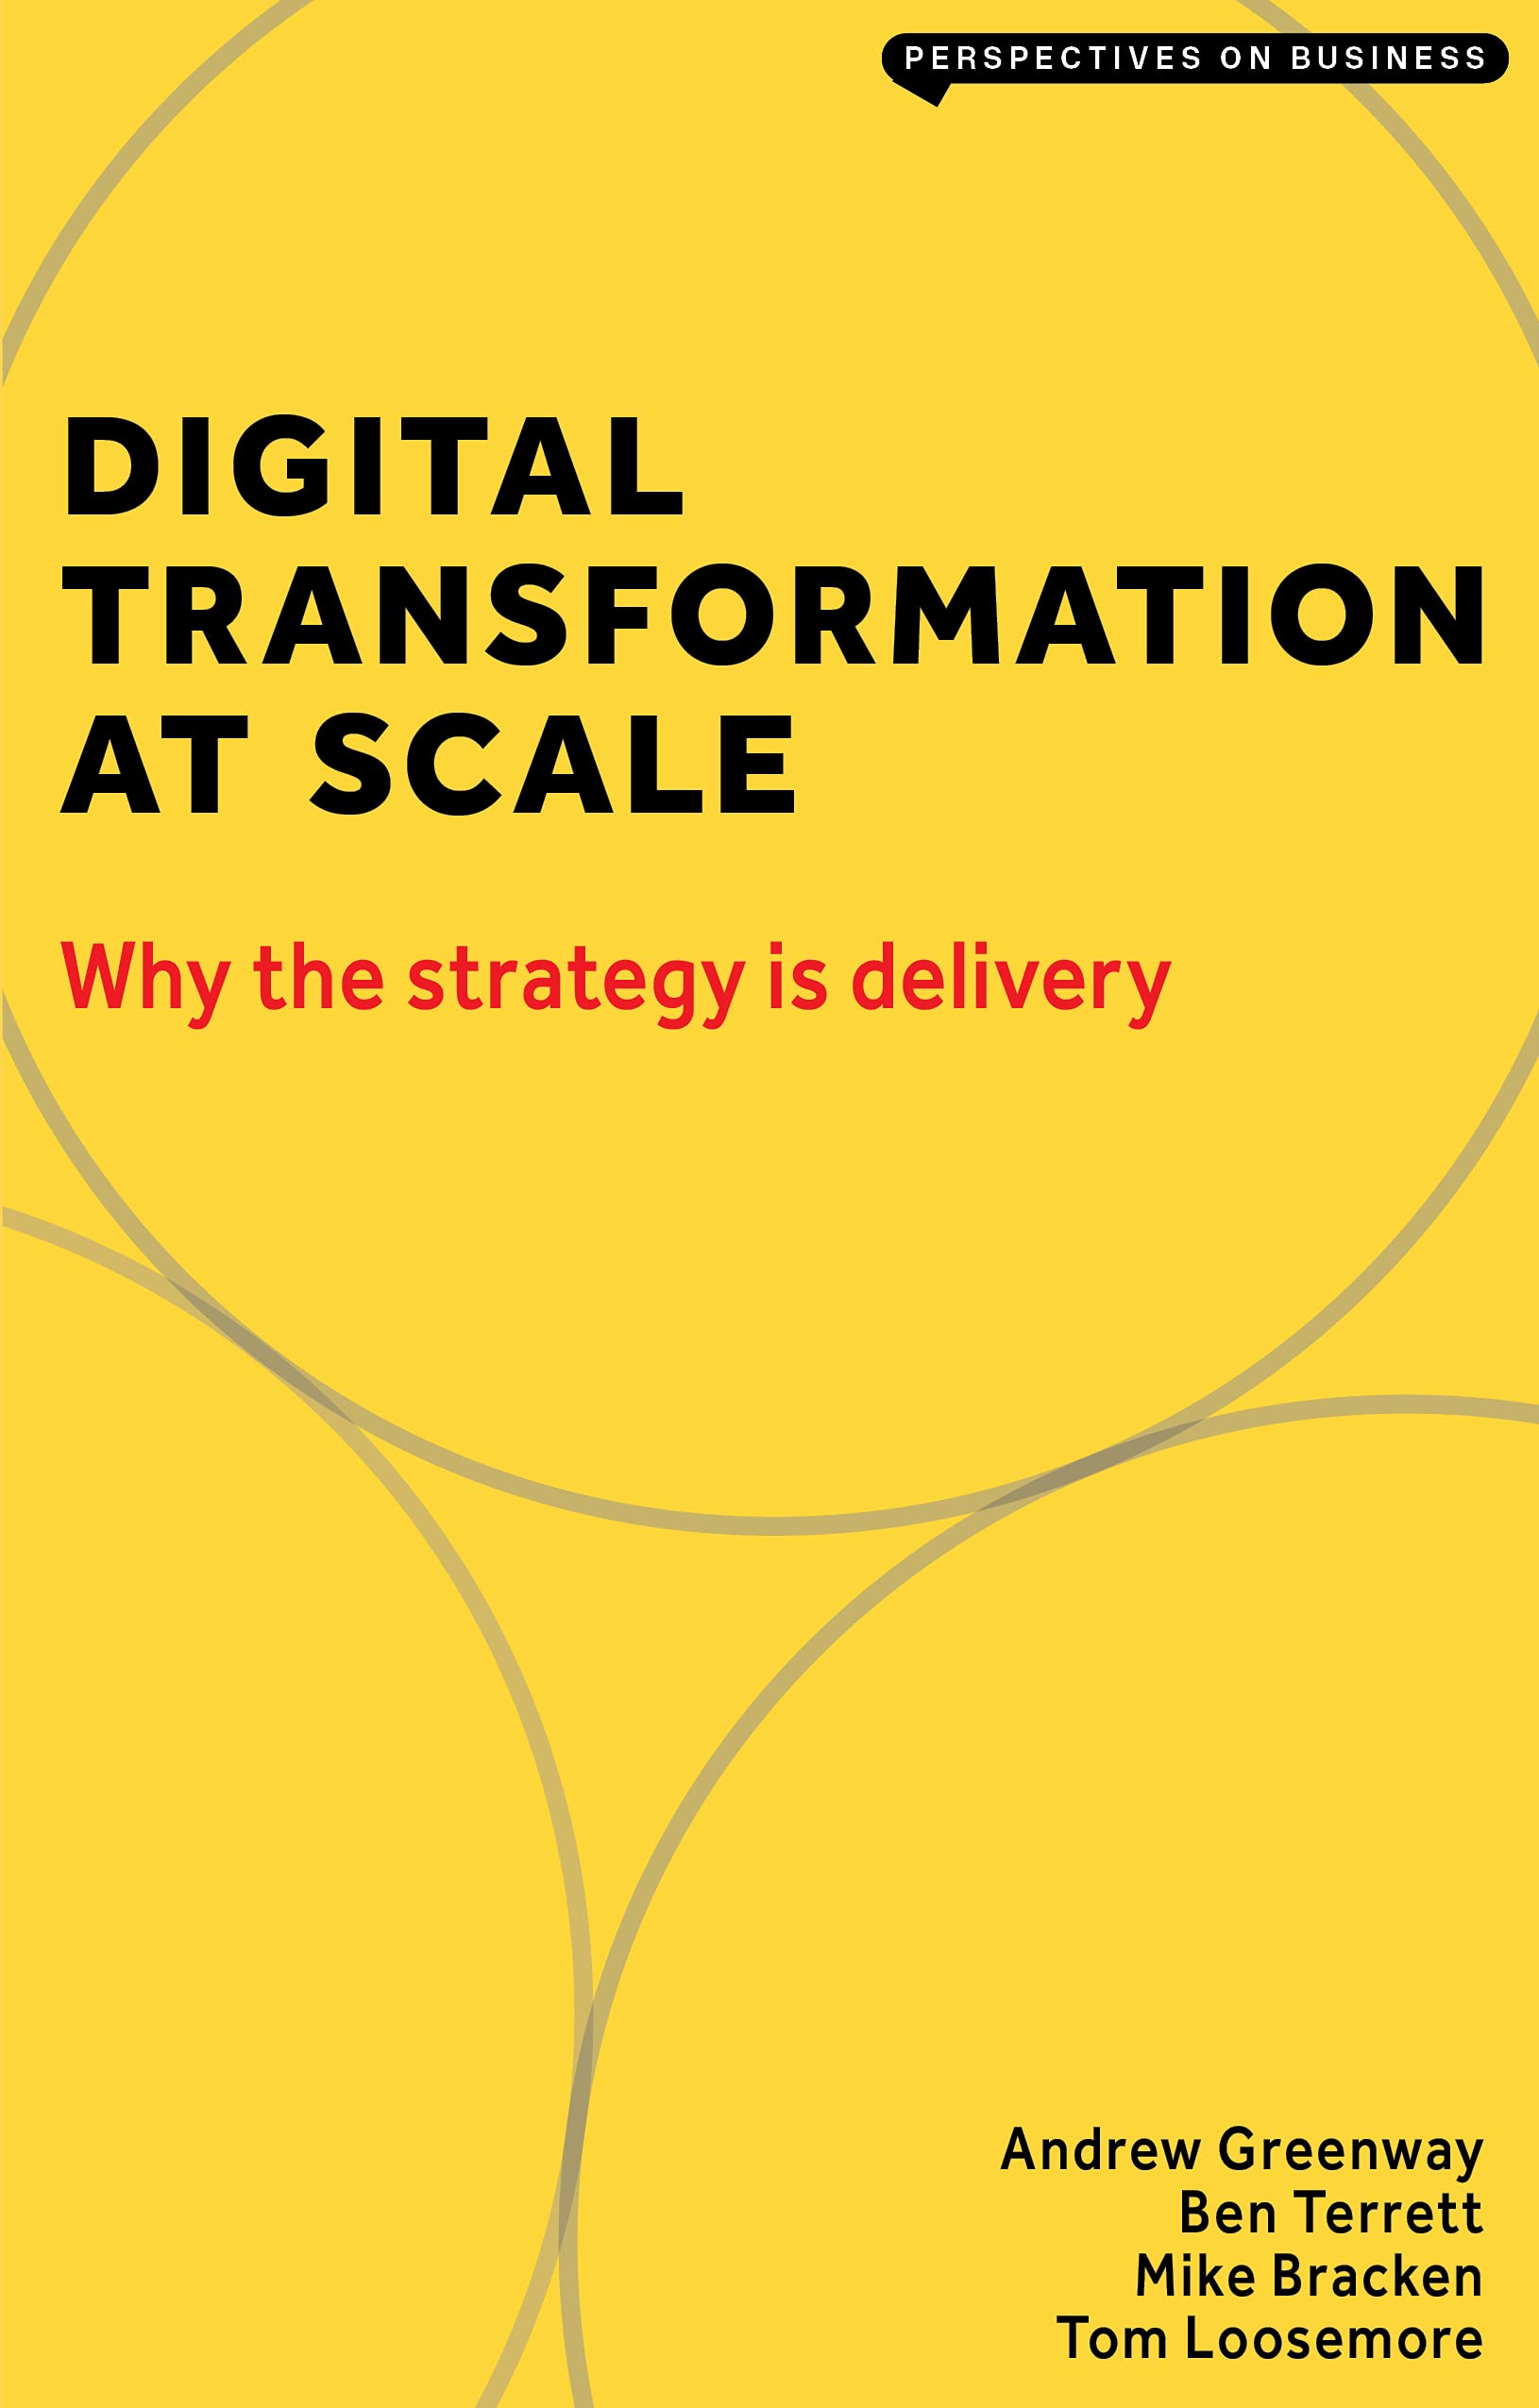 PERSPECTIVES ON BUSINESS
DIGITAL
TRANSFORMATION
AT SCALE
Why the strategy is delivery
Andrew Greenway
Ben Terrett
Mike Bracken
Tom Loosemore